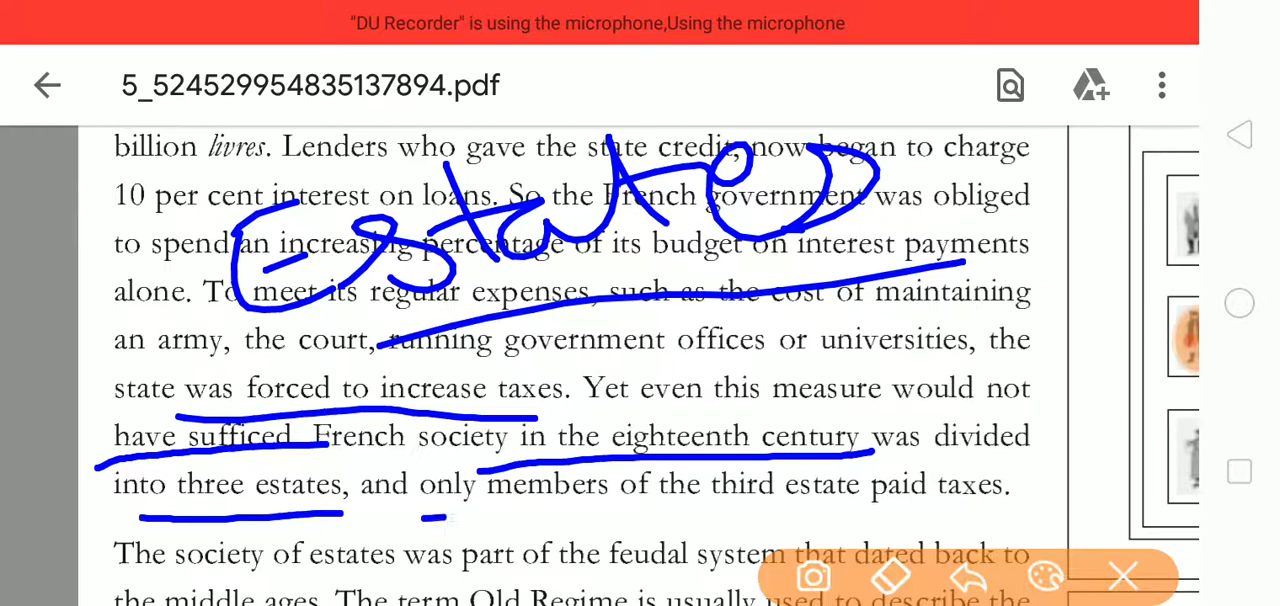 "DU Recorder" is using the microphone,Using the microphone
5_524529954835137894.pdf
billion livres. Lenders who gave the state credit, now began to charge
10 per cent interest on loans. So the French government was obliged
Estates
to spend an increasing percentage of its budget on interest payments
alone. To meet its regular expenses, such as the cost of maintaining
an army, the court, running government offices or universities, the
state was forced to increase taxes. Yet even this measure would not
have sufficed. French society in the eighteenth century was divided
into three estates, and only members of the third estate paid taxes.
The society of estates was part of the feudal system that dated back to
the middle ages. The term Old Regime is usually used to describe the